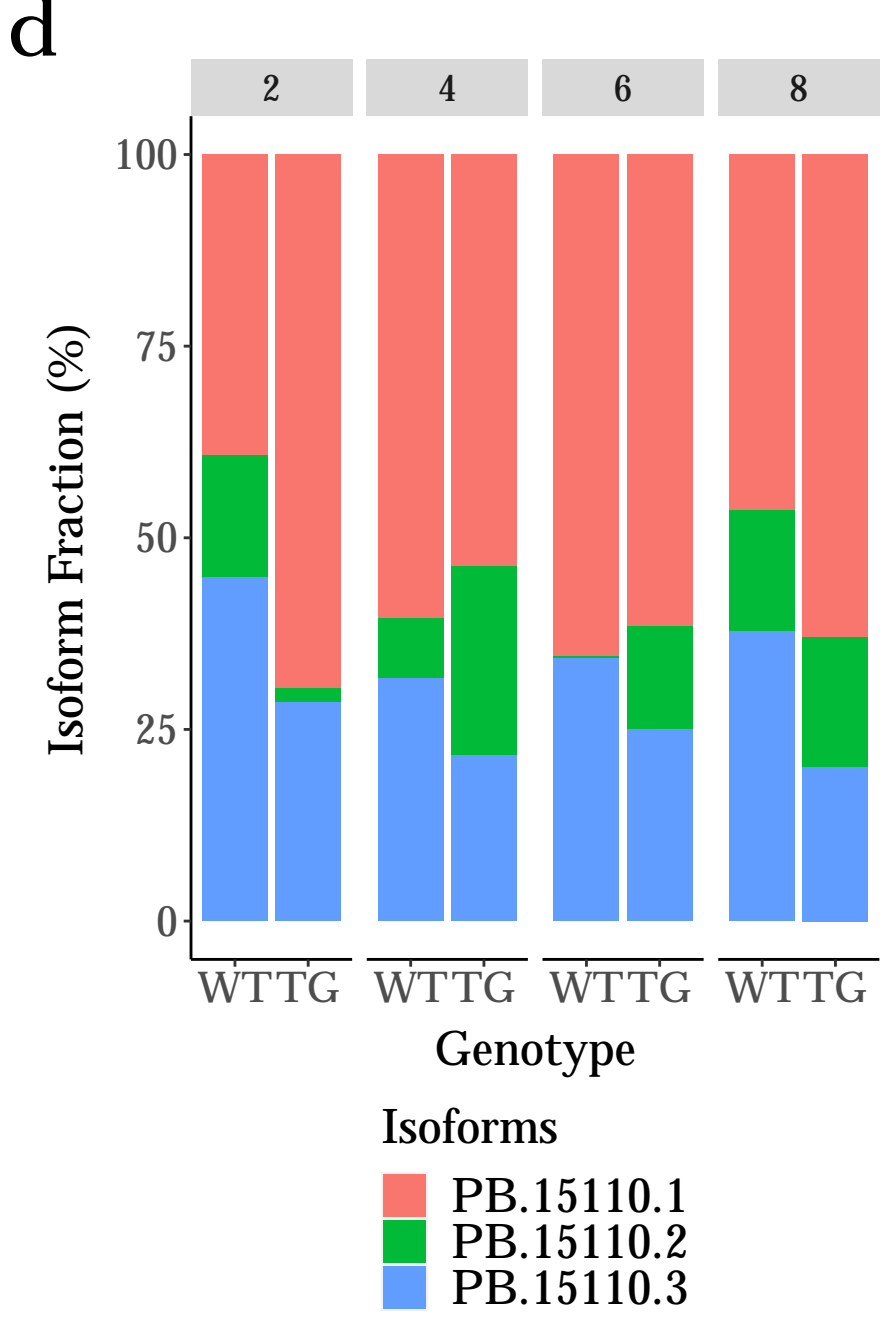 d
2 4 6 8
100
75
50
25
0
Isoform Fraction (%)
WT TG WT TG WT TG WT TG
Genotype
Isoforms
PB.15110.1
PB.15110.2
PB.15110.3